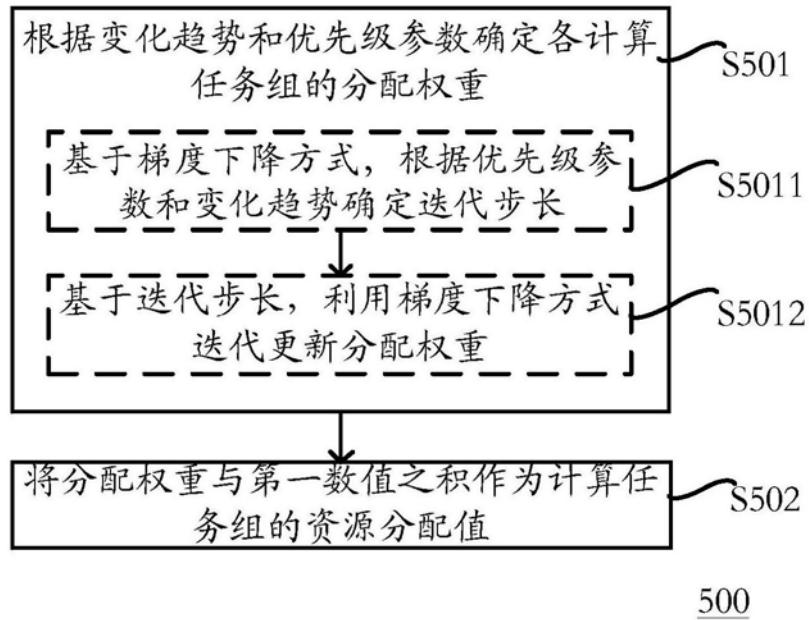 根据变化趋势和优先级参数确定各计算
任务组的分配权重
S501
基于梯度下降方式，根据优先级参
数和变化趋势确定迭代步长
S5011
基于迭代步长，利用梯度下降方式
迭代更新分配权重
S5012
将分配权重与第一数值之积作为计算任
务组的资源分配值
S502
500